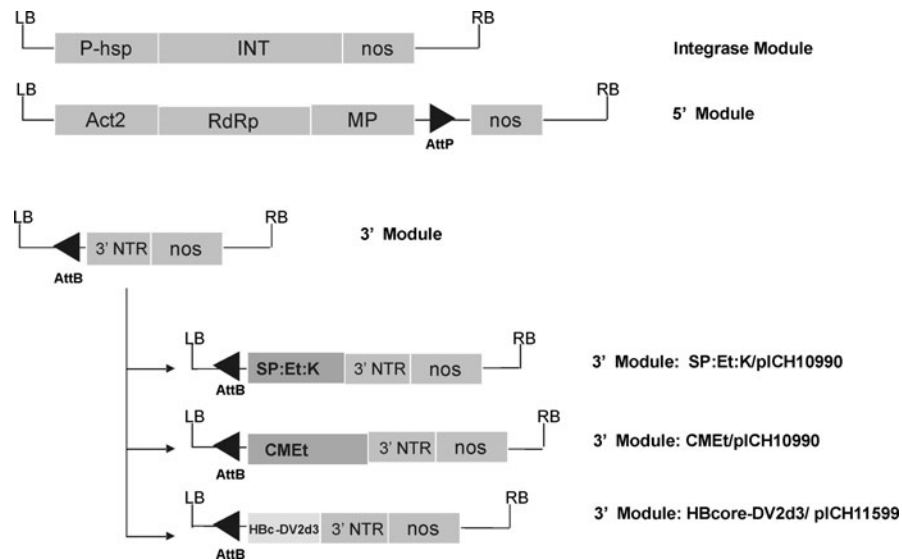 LB RB
P-hsp INT nos Integrase Module
LB RB
Act2 RdRp MP nos 5' Module
AttP
LB RB
3' NTR nos 3' Module
AttB
LB RB
SP:Et:K 3' NTR nos 3' Module: SP:Et:K/pICH10990
AttB
LB RB
CMEt 3' NTR nos 3' Module: CMEt/pICH10990
AttB
LB RB
HBc-DV2d3 3' NTR nos 3' Module: HBcore-DV2d3/ pICH11599
AttB